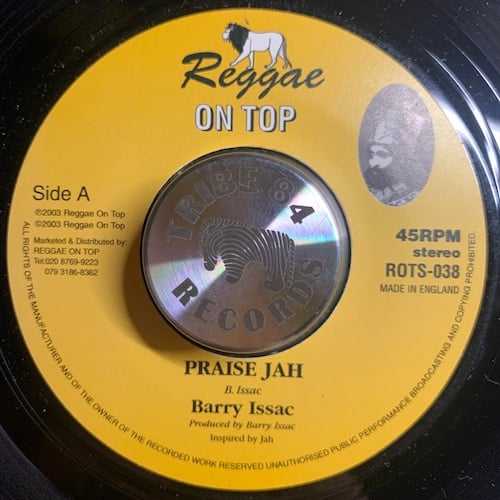 Reggae
ON TOP
Side A
℗2003 Reggae On Top
©2003 Reggae On Top
Marketed & Distributed by:
REGGAE ON TOP
Tel:020 8769-9223
079 3186-8362
45RPM
stereo
ROTS-038
MADE IN ENGLAND
TRIBE 84
RECORDS
PRAISE JAH
B. Issac
Barry Issac
Produced by Barry Issac
Inspired by Jah
ALL RIGHTS OF THE MANUFACTURER AND OF THE OWNER OF THE RECORDED WORK RESERVED UNAUTHORISED PUBLIC PERFORMANCE BROADCASTING AND COPYING PROHIBITED.